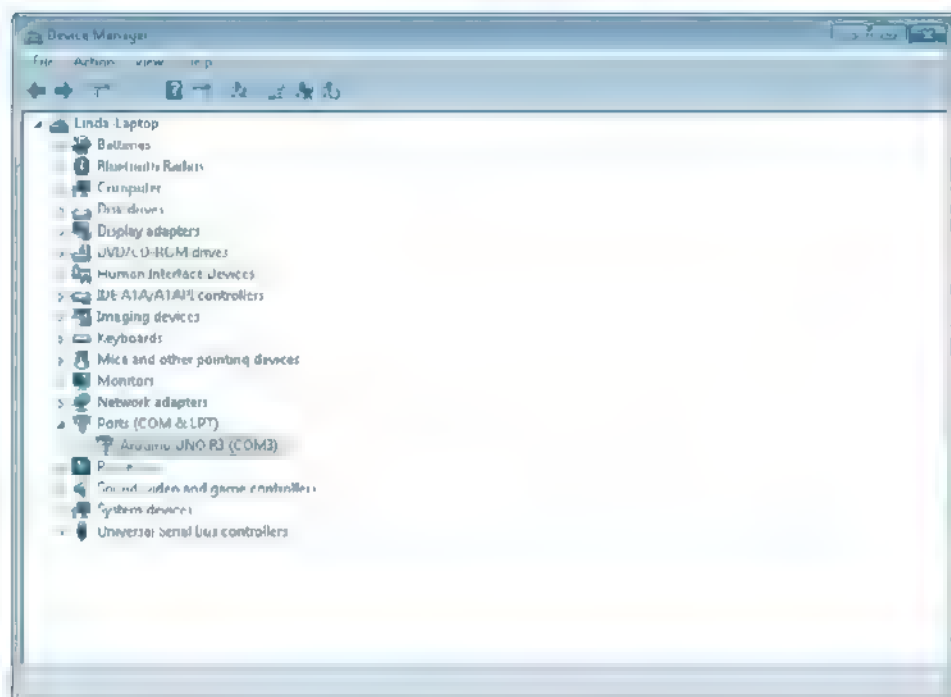 Device Manager
File Action View Help
Linda-Laptop
Batteries
Bluetooth Radios
Computer
Disk drives
Display adapters
DVD/CD-ROM drives
Human Interface Devices
IDE ATA/ATAPI controllers
Imaging devices
Keyboards
Mice and other pointing devices
Monitors
Network adapters
Ports (COM & LPT)
Arduino UNO R3 (COM3)
Sound, video and game controllers
System devices
Universal Serial Bus controllers